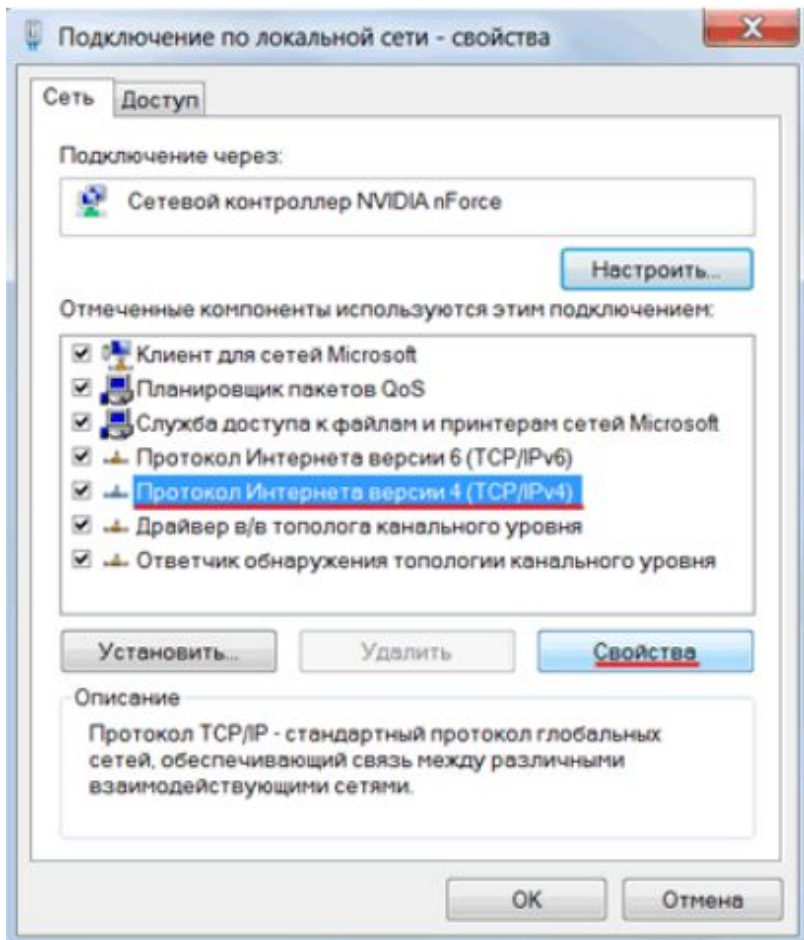 Подключение по локальной сети - свойства
Сеть
Доступ
Подключение через:
Сетевой контроллер NVIDIA nForce
Настроить...
Отмеченные компоненты используются этим подключением:
Клиент для сетей Microsoft
Планировщик пакетов QoS
Служба доступа к файлам и принтерам сетей Microsoft
Протокол Интернета версии 6 (TCP/IPv6)
Протокол Интернета версии 4 (TCP/IPv4)
Драйвер в/в тополога канального уровня
Ответчик обнаружения топологии канального уровня
Установить...
Удалить
Свойства
Описание
Протокол TCP/IP - стандартный протокол глобальных
сетей, обеспечивающий связь между различными
взаимодействующими сетями.
OK
Отмена